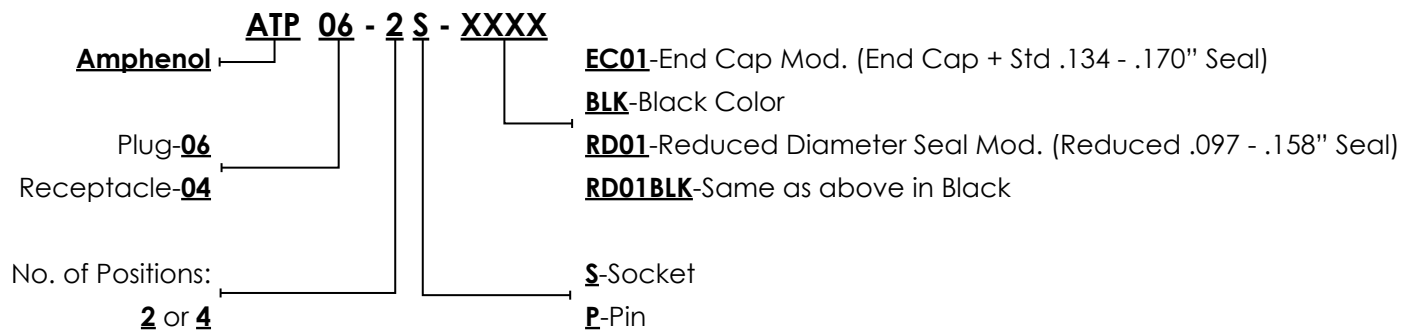 ATP 06 - 2 S - XXXX
Amphenol
Plug-06
Receptacle-04
No. of Positions:
2 or 4
EC01-End Cap Mod. (End Cap + Std .134 - .170” Seal)
BLK-Black Color
RD01-Reduced Diameter Seal Mod. (Reduced .097 - .158” Seal)
RD01BLK-Same as above in Black
S-Socket
P-Pin